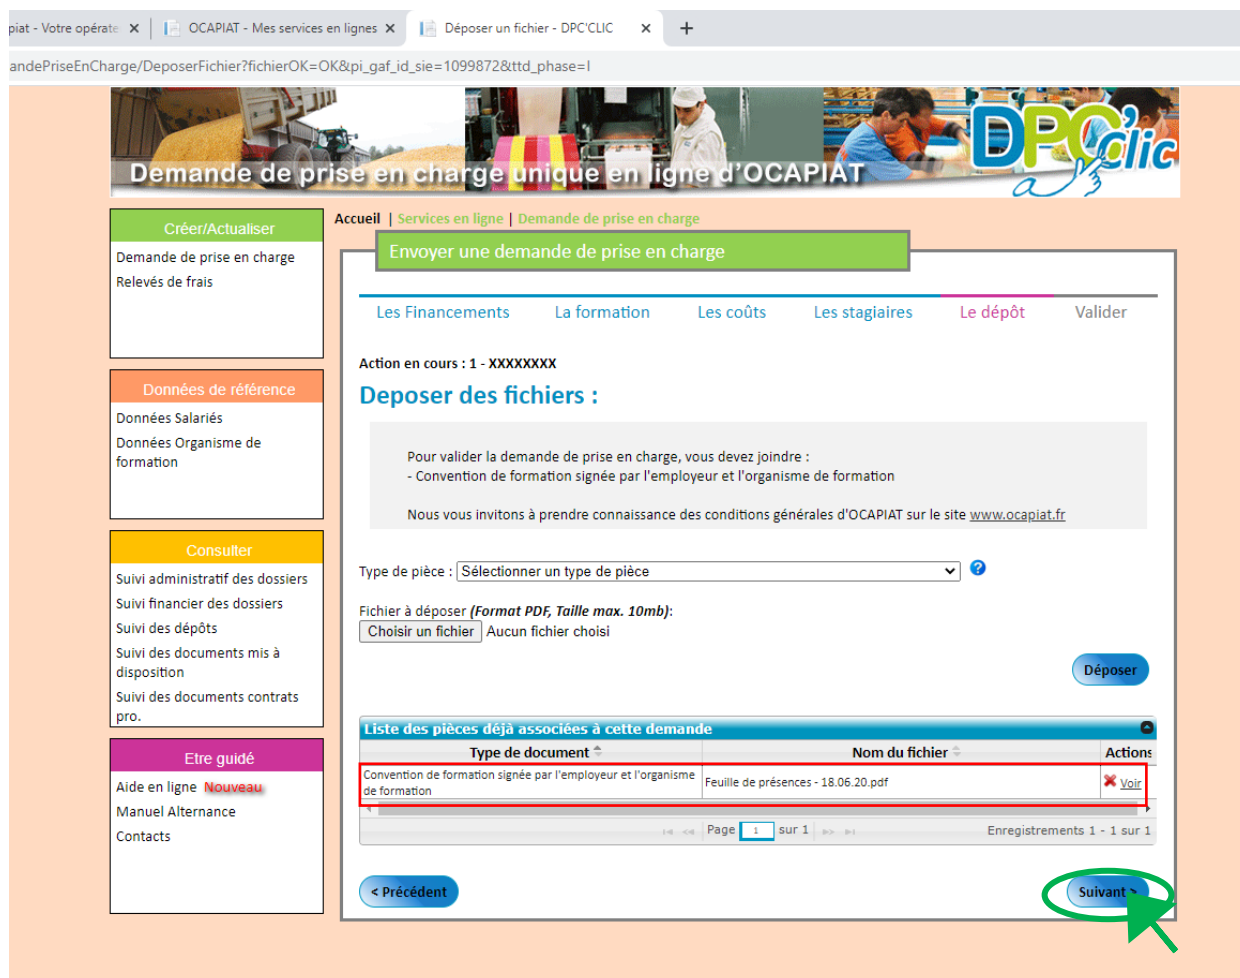 piat - Votre opérate
OCAPIAT - Mes services en lignes
Déposer un fichier - DPC'CLIC
andePriseEnCharge/DeposerFichier?fichierOK=OK&pi_gaf_id_sie=1099872&ttd_phase=I
Demande de prise en charge unique en ligne d'OCAPIAT
DPC'clic
Créer/Actualiser
Demande de prise en charge
Relevés de frais
Données de référence
Données Salariés
Données Organisme de
formation
Consulter
Suivi administratif des dossiers
Suivi financier des dossiers
Suivi des dépôts
Suivi des documents mis à
disposition
Suivi des documents contrats
pro.
Etre guidé
Aide en ligne Nouveau
Manuel Alternance
Contacts
Accueil | Services en ligne | Demande de prise en charge
Envoyer une demande de prise en charge
Les Financements La formation Les coûts Les stagiaires Le dépôt Valider
Action en cours : 1 - XXXXXXXX
Deposer des fichiers :
Pour valider la demande de prise en charge, vous devez joindre :
- Convention de formation signée par l'employeur et l'organisme de formation
Nous vous invitons à prendre connaissance des conditions générales d'OCAPIAT sur le site www.ocapiat.fr
Type de pièce : Sélectionner un type de pièce
Fichier à déposer (Format PDF, Taille max. 10mb):
Choisir un fichier Aucun fichier choisi
Déposer
Liste des pièces déjà associées à cette demande
Type de document Nom du fichier Actions
Convention de formation signée par l'employeur et l'organisme
de formation
Feuille de présences - 18.06.20.pdf
Voir
Page 1 sur 1 Enregistrements 1 - 1 sur 1
< Précédent
Suivant >